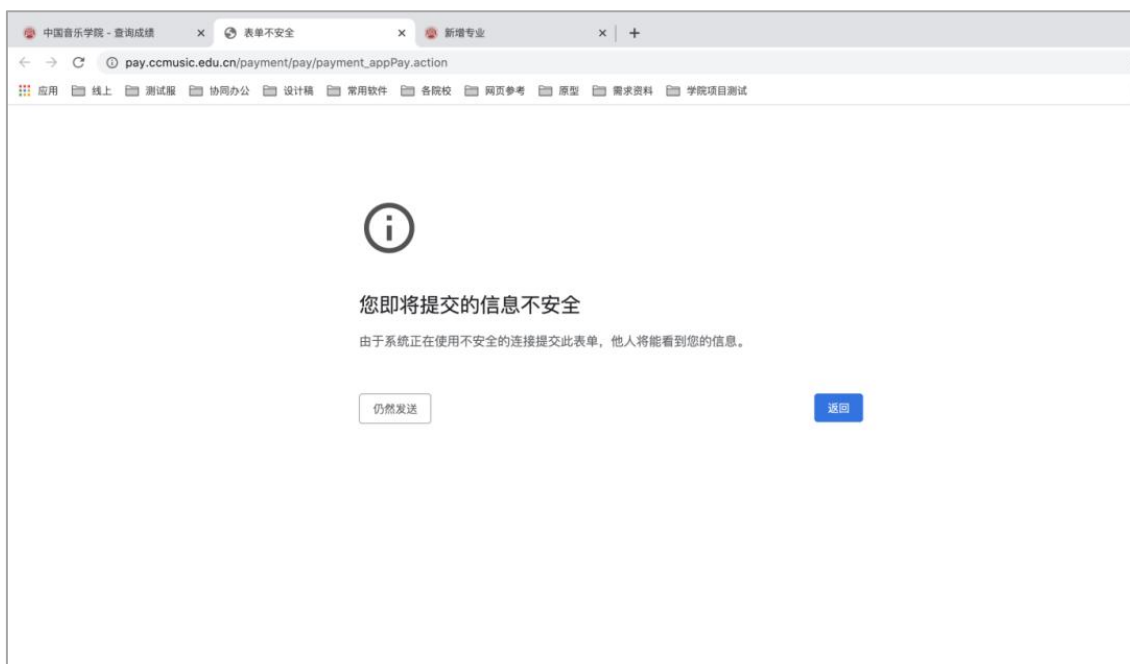 中国音乐学院 - 查询成绩
表单不安全
新增专业
pay.ccmusic.edu.cn/payment/pay/payment_appPay.action
应用 线上 测试服 协同办公 设计稿 常用软件 各院校 网页参考 原型 需求资料 学院项目测试
您即将提交的信息不安全
由于系统正在使用不安全的连接提交此表单，他人将能看到您的信息。
仍然发送
返回